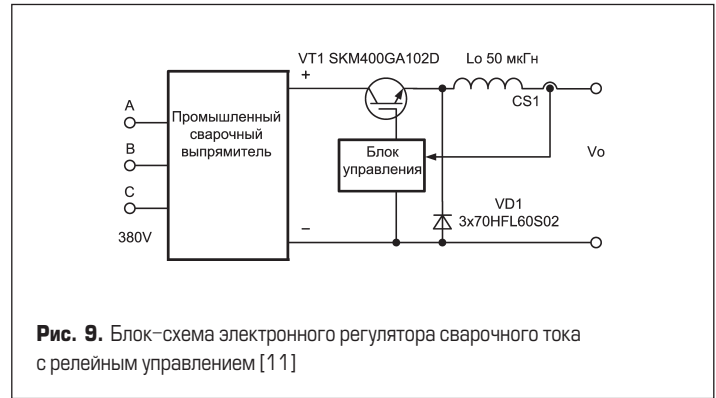 VT1 SKM400GA102D
Lo 50 мкГн
+
CS1
A
Промышленный
сварочный
выпрямитель
B
Блок
управления
Vo
C
VD1
3x70HFL60S02
380V
–
Рис. 9. Блок-схема электронного регулятора сварочного тока
с релейным управлением [11]